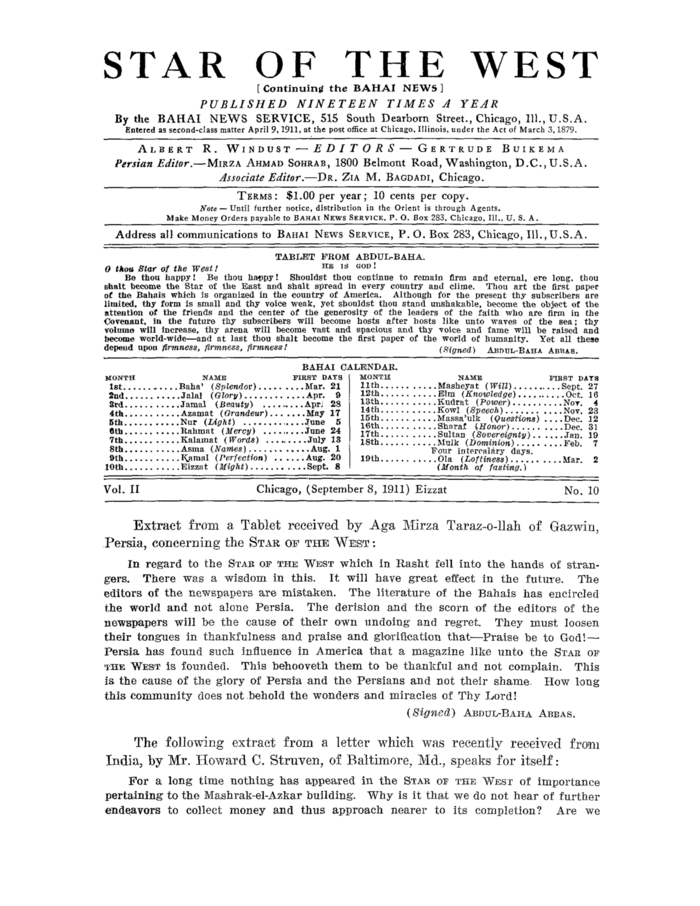 STAR OF THE WEST
[Continuing the BAHAI NEWS]
PUBLISHED NINETEEN TIMES A YEAR
By the BAHAI NEWS SERVICE, 515 South Dearborn Street., Chicago, Ill., U.S.A.
Entered as second-class matter April 9, 1911, at the post office at Chicago, Illinois, under the Act of March 3, 1879.
ALBERT R. WINDUST — EDITORS — GERTRUDE BUIKEMA
Persian Editor.—MIRZA AHMAD SOHRAB, 1800 Belmont Road, Washington, D.C., U.S.A.
Associate Editor.—DR. ZIA M. BAGDADI, Chicago.
TERMS: $1.00 per year; 10 cents per copy.
Note — Until further notice, distribution in the Orient is through Agents.
Make Money Orders payable to BAHAI NEWS SERVICE, P. O. Box 283, Chicago, Ill., U. S. A.
Address all communications to BAHAI NEWS SERVICE, P. O. Box 283, Chicago, Ill., U.S.A.
TABLET FROM ABDUL-BAHA.
HE IS GOD!
O thou Star of the West!
Be thou happy! Be thou happy! Shouldst thou continue to remain firm and eternal, ere long, thou
shalt become the Star of the East and shalt spread in every country and clime. Thou art the first paper
of the Bahais which is organized in the country of America. Although for the present thy subscribers are
limited, thy form is small and thy voice weak, yet shouldst thou stand unshakable, become the object of the
attention of the friends and the center of the generosity of the leaders of the faith who are firm in the
Covenant, in the future thy subscribers will become hosts after hosts like unto waves of the sea; thy
volume will increase, thy arena will become vast and spacious and thy voice and fame will be raised and
become world-wide—and at last thou shalt become the first paper of the world of humanity. Yet all these
depend upon firmness, firmness, firmness!
(Signed) ABDUL-BAHA ABBAS.
BAHAI CALENDAR.
MONTH NAME FIRST DAYS
1st...........Baha' (Splendor).........Mar. 21
2nd..........Jalal (Glory)...........Apr. 9
3rd..........Jamal (Beauty) ........Apr. 28
4th..........Azamat (Grandeur).......May 17
5th..........Nur (Light) ............June 5
6th..........Rahmat (Mercy) .........June 24
7th..........Kalamat (Words) ........July 13
8th..........Asma (Names)............Aug. 1
9th..........Kamal (Perfection) ......Aug. 20
10th..........Eizzat (Might)...........Sept. 8
MONTH NAME FIRST DAYS
11th..........Masheyat (Will).........Sept. 27
12th..........Elm (Knowledge).........Oct. 16
13th..........Kudrat (Power)..........Nov. 4
14th..........Kowl (Speech)..........Nov. 23
15th..........Massa'ulk (Questions) ....Dec. 12
16th..........Sharaf (Honor) .........Dec. 31
17th..........Sultan (Sovereignty)......Jan. 19
18th..........Mulk (Dominion).........Feb. 7
Four intercalary days.
19th..........Ola (Loftiness)..........Mar. 2
(Month of fasting.)
Vol. II Chicago, (September 8, 1911) Eizzat No. 10
Extract from a Tablet received by Aga Mirza Taraz-o-llah of Gazwin,
Persia, concerning the STAR OF THE WEST:
In regard to the STAR OF THE WEST which in Rasht fell into the hands of stran-
gers. There was a wisdom in this. It will have great effect in the future. The
editors of the newspapers are mistaken. The literature of the Bahais has encircled
the world and not alone Persia. The derision and the scorn of the editors of the
newspapers will be the cause of their own undoing and regret. They must loosen
their tongues in thankfulness and praise and glorification that—Praise be to God!—
Persia has found such influence in America that a magazine like unto the STAR OF
THE WEST is founded. This behooveth them to be thankful and not complain. This
is the cause of the glory of Persia and the Persians and not their shame. How long
this community does not behold the wonders and miracles of Thy Lord!
(Signed) ABDUL-BAHA ABBAS.
The following extract from a letter which was recently received from
India, by Mr. Howard C. Struven, of Baltimore, Md., speaks for itself:
For a long time nothing has appeared in the STAR OF THE WEST of importance
pertaining to the Mashrak-el-Azkar building. Why is it that we do not hear of further
endeavors to collect money and thus approach nearer to its completion? Are we